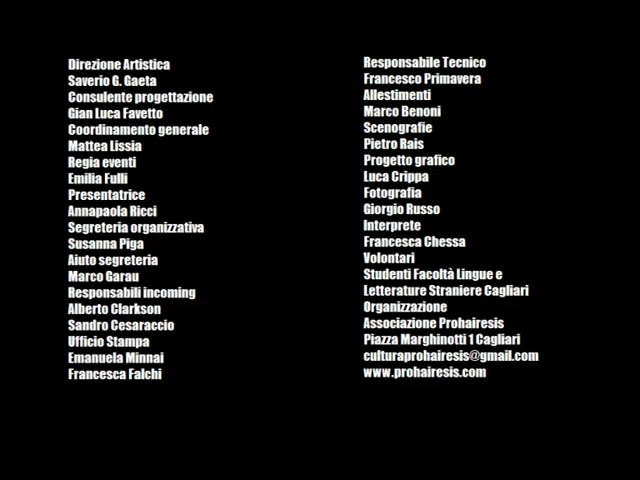 Direzione Artistica
Saverio G. Gaeta
Consulente progettazione
Gian Luca Favetto
Coordinamento generale
Mattea Lissia
Regia eventi
Emilia Fulli
Presentatrice
Annapaola Ricci
Segreteria organizzativa
Susanna Piga
Aiuto segreteria
Marco Garau
Responsabili incoming
Alberto Clarkson
Sandro Cesaraccio
Ufficio Stampa
Emanuela Minnai
Francesca Falchi
Responsabile Tecnico
Francesco Primavera
Allestimenti
Marco Benoni
Scenografie
Pietro Rais
Progetto grafico
Luca Crippa
Fotografia
Giorgio Russo
Interprete
Francesca Chessa
Volontari
Studenti Facoltà Lingue e
Letterature Straniere Cagliari
Organizzazione
Associazione Prohairesis
Piazza Marghinotti 1 Cagliari
culturaprohairesis@gmail.com
www.prohairesis.com